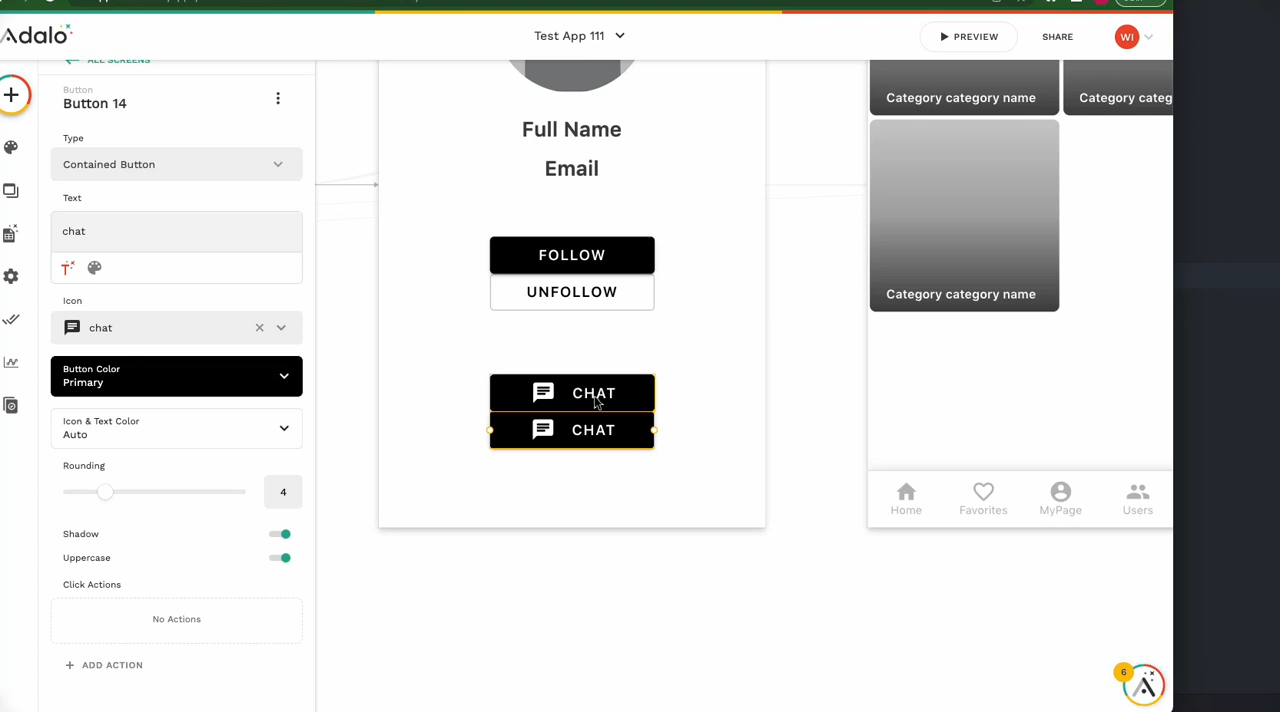 Adalo
Test App 111
PREVIEW
SHARE
WI
ALL SCREENS
Button
Button 14
Type
Contained Button
Text
chat
T
Icon
chat
Button Color
Primary
Icon & Text Color
Auto
Rounding
4
Shadow
Uppercase
Click Actions
No Actions
+ ADD ACTION
Full Name
Email
FOLLOW
UNFOLLOW
CHAT
CHAT
Category category name
Category categ
Category category name
Home
Favorites
MyPage
Users
6